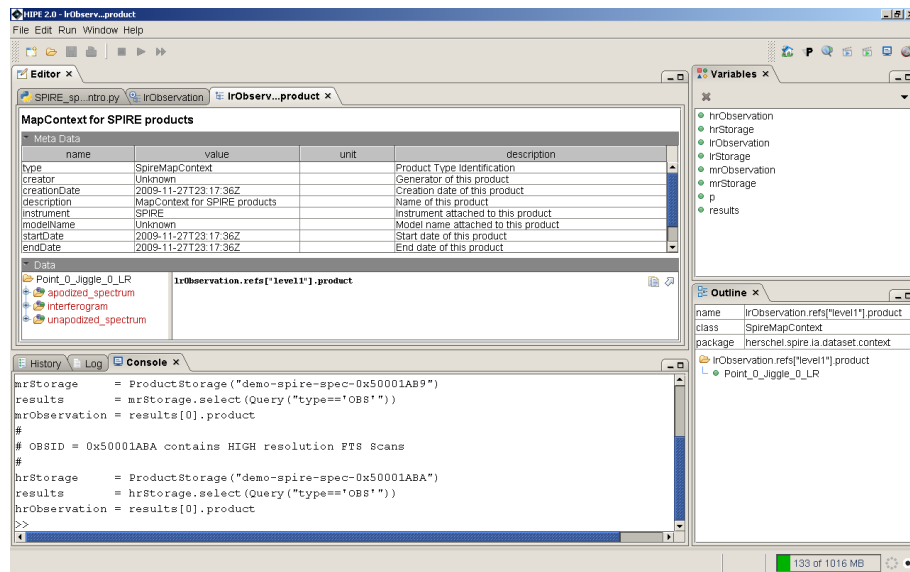 HIPE 2.0 - lrObserv...product
File Edit Run Window Help
Editor ×
SPIRE_sp...ntro.py
lrObservation
lrObserv...product ×
MapContext for SPIRE products
Meta Data
name value unit description
type SpireMapContext Product Type Identification
creator Unknown Generator of this product
creationDate 2009-11-27T23:17:36Z Creation date of this product
description MapContext for SPIRE products Name of this product
instrument SPIRE Instrument attached to this product
modelName Unknown Model name attached to this product
startDate 2009-11-27T23:17:36Z Start date of this product
endDate 2009-11-27T23:17:36Z End date of this product
Data
Point_0_Jiggle_0_LR
apodized_spectrum
interferogram
unapodized_spectrum
lrObservation.refs["level1"].product
History Log Console ×
mrStorage = ProductStorage("demo-spire-spec-0x50001AB9")
results = mrStorage.select(Query("type=='OBS'"))
mrObservation = results[0].product
#
# OBSID = 0x50001ABA contains HIGH resolution FTS Scans
#
hrStorage = ProductStorage("demo-spire-spec-0x50001ABA")
results = hrStorage.select(Query("type=='OBS'"))
hrObservation = results[0].product
>>
Variables ×
hrObservation
hrStorage
lrObservation
lrStorage
mrObservation
mrStorage
p
results
Outline ×
name lrObservation.refs["level1"].product
class SpireMapContext
package herschel.spire.ia.dataset.context
lrObservation.refs["level1"].product
Point_0_Jiggle_0_LR
133 of 1016 MB